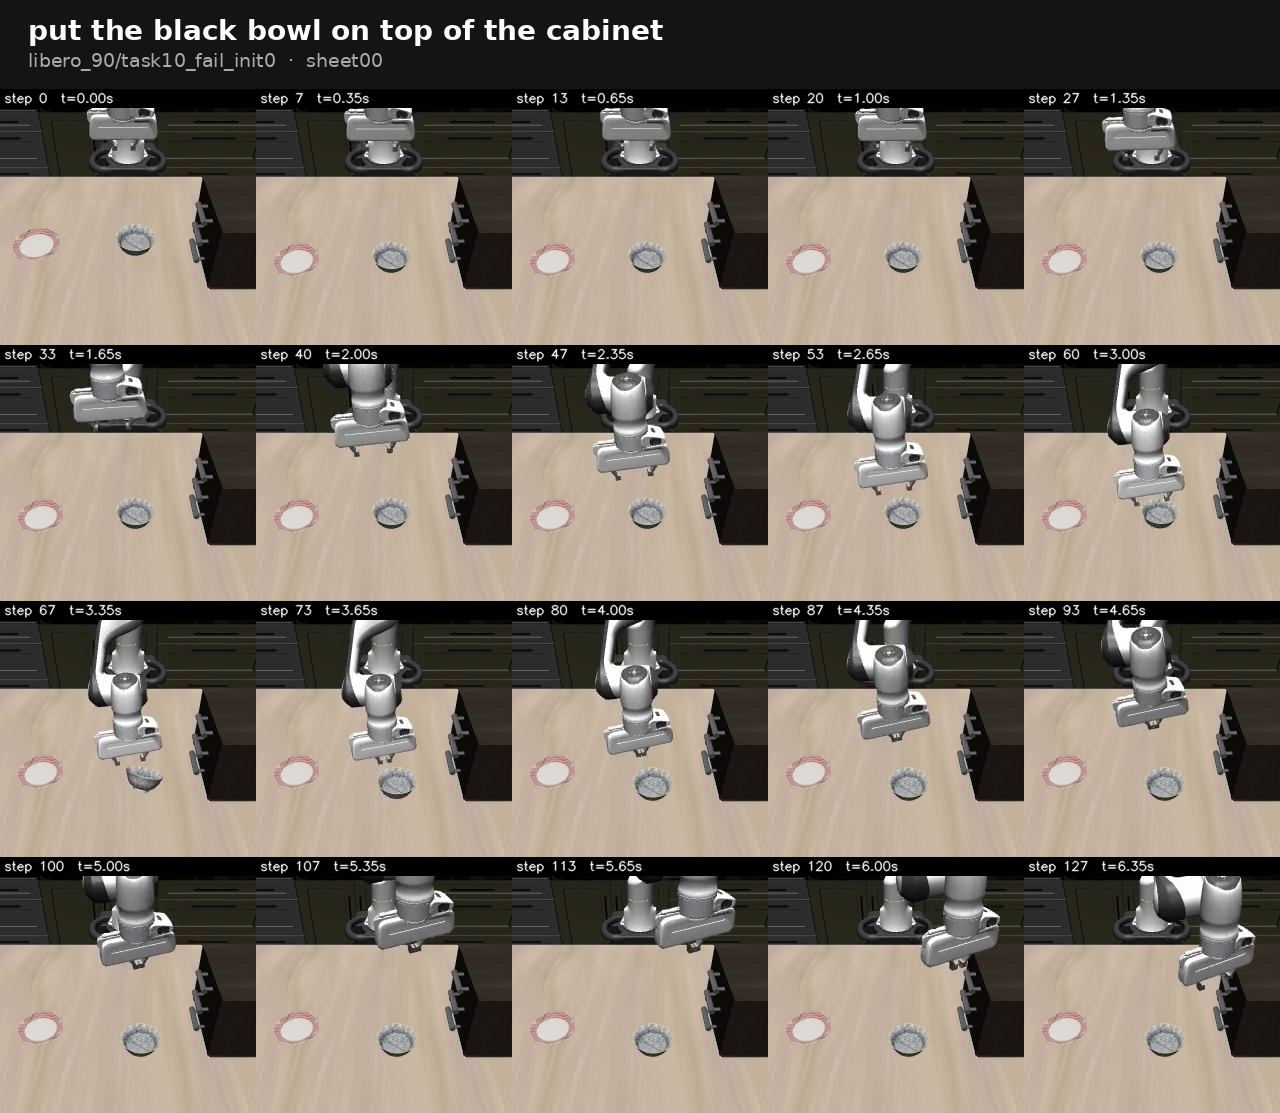 put the black bowl on top of the cabinet
libero_90/task10_fail_init0 · sheet00
step 0 t=0.00s
step 7 t=0.35s
step 13 t=0.65s
step 20 t=1.00s
step 27 t=1.35s
step 33 t=1.65s
step 40 t=2.00s
step 47 t=2.35s
step 53 t=2.65s
step 60 t=3.00s
step 67 t=3.35s
step 73 t=3.65s
step 80 t=4.00s
step 87 t=4.35s
step 93 t=4.65s
step 100 t=5.00s
step 107 t=5.35s
step 113 t=5.65s
step 120 t=6.00s
step 127 t=6.35s